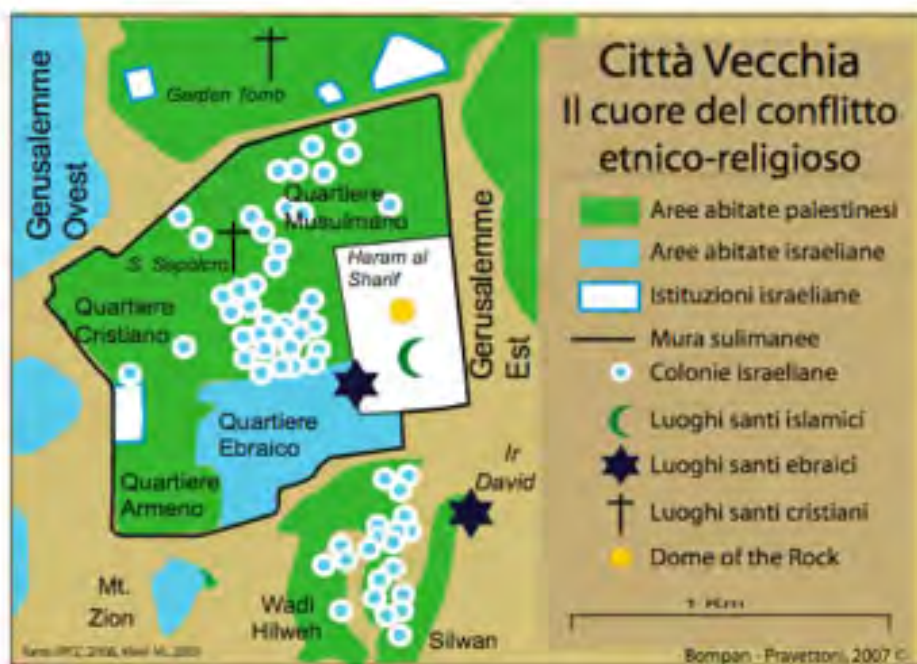 Città Vecchia
Il cuore del conflitto
etnico-religioso
Aree abitate palestinesi
Aree abitate israeliane
Istituzioni israeliane
Mura sulimanee
Colonie israeliane
Luoghi santi islamici
Luoghi santi ebraici
Luoghi santi cristiani
Dome of the Rock
1 Km
Bompan - Pravettoni, 2007 ©
Gerusalemme
Ovest
Garden Tomb
Quartiere
Musulmano
S. Sepolcro
Haram al
Sharif
Gerusalemme
Est
Quartiere
Cristiano
Quartiere
Ebraico
Quartiere
Armeno
Ir
David
Mt.
Zion
Wadi
Hilweh
Silwan